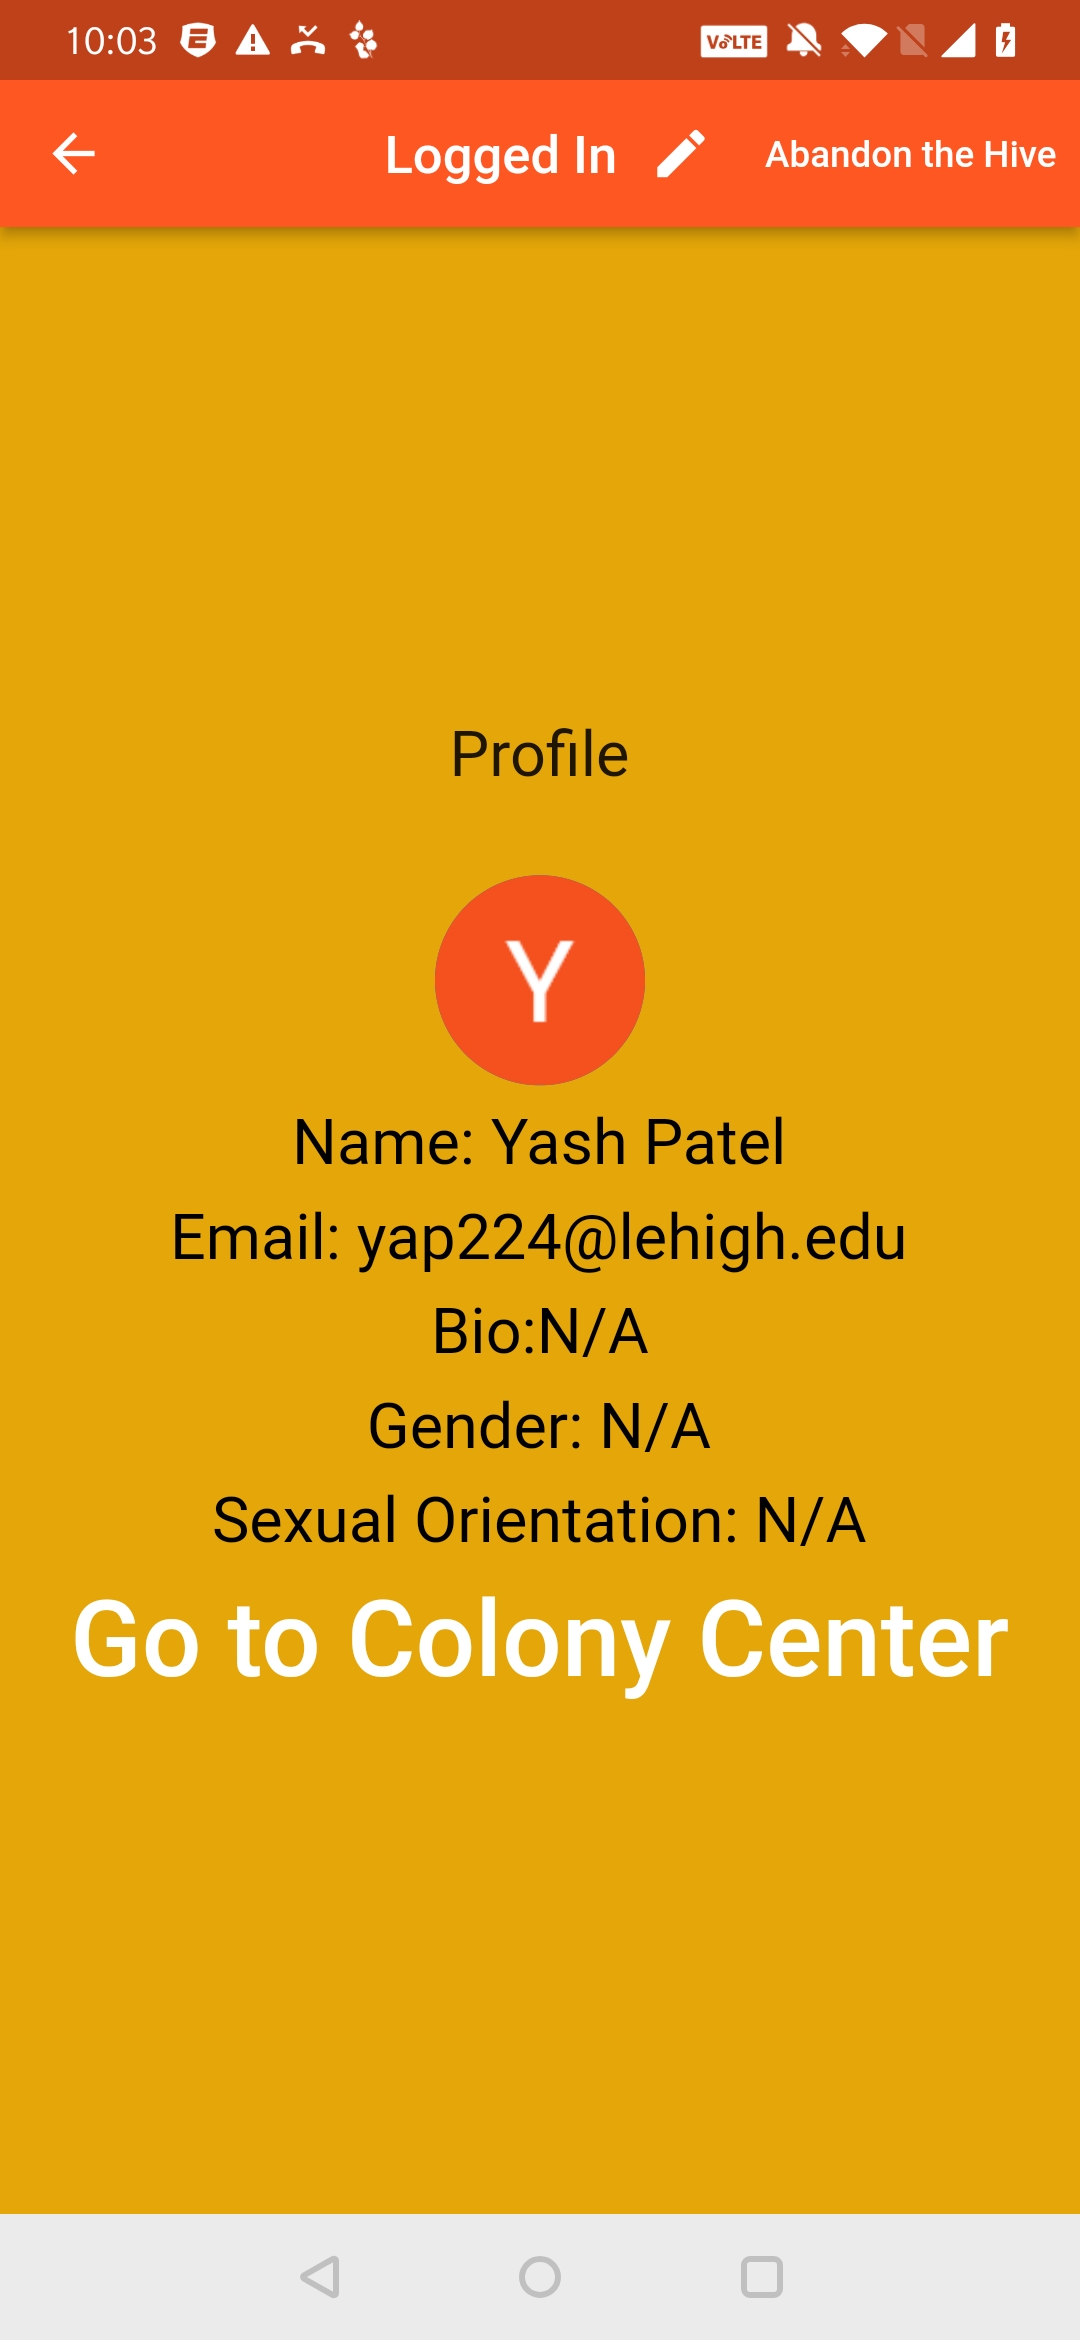 10:03
VoLTE
Logged In
Abandon the Hive
Profile
Y
Name: Yash Patel
Email: yap224@lehigh.edu
Bio:N/A
Gender: N/A
Sexual Orientation: N/A
Go to Colony Center